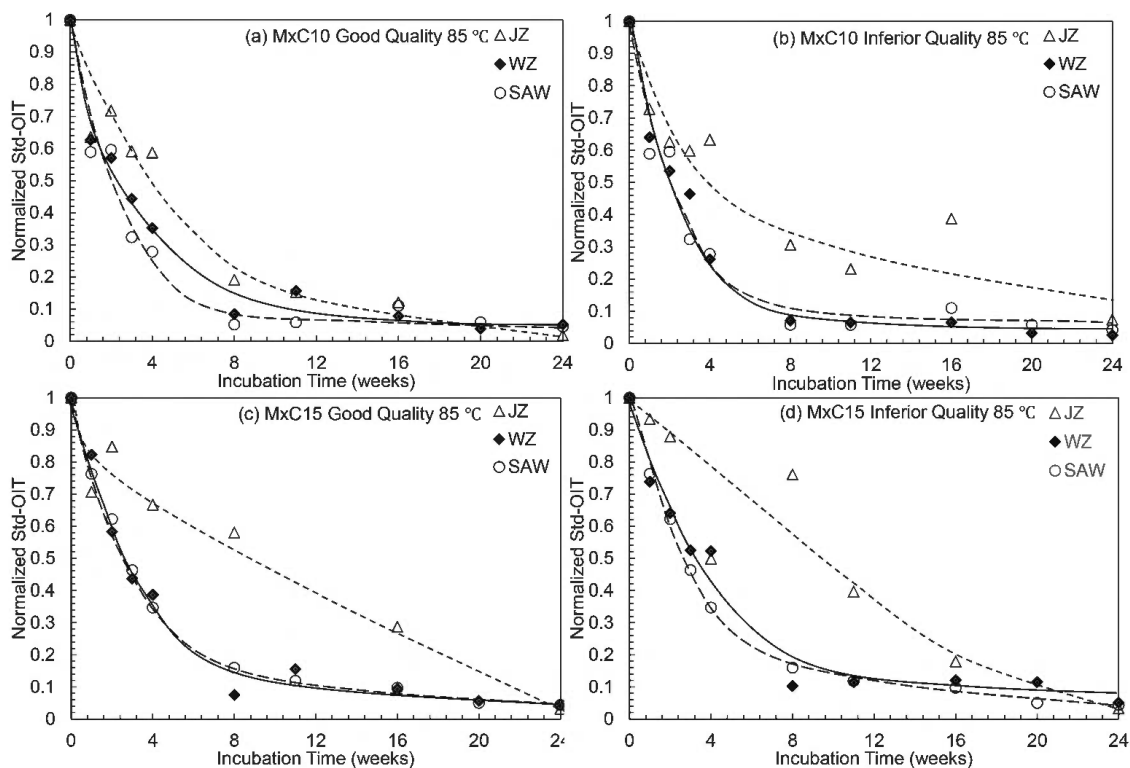 (a) MxC10 Good Quality 85 °C
JZ
WZ
SAW
Normalized Std-OIT
1
0.9
0.8
0.7
0.6
0.5
0.4
0.3
0.2
0.1
0
0 4 8 12 16 20 24
Incubation Time (weeks)
(b) MxC10 Inferior Quality 85 °C
JZ
WZ
SAW
Normalized Std-OIT
1
0.9
0.8
0.7
0.6
0.5
0.4
0.3
0.2
0.1
0
0 4 8 12 16 20 24
Incubation Time (weeks)
(c) MxC15 Good Quality 85 °C
JZ
WZ
SAW
Normalized Std-OIT
1
0.9
0.8
0.7
0.6
0.5
0.4
0.3
0.2
0.1
0
0 4 8 12 16 20 24
Incubation Time (weeks)
(d) MxC15 Inferior Quality 85 °C
JZ
WZ
SAW
Normalized Std-OIT
1
0.9
0.8
0.7
0.6
0.5
0.4
0.3
0.2
0.1
0
0 4 8 12 16 20 24
Incubation Time (weeks)